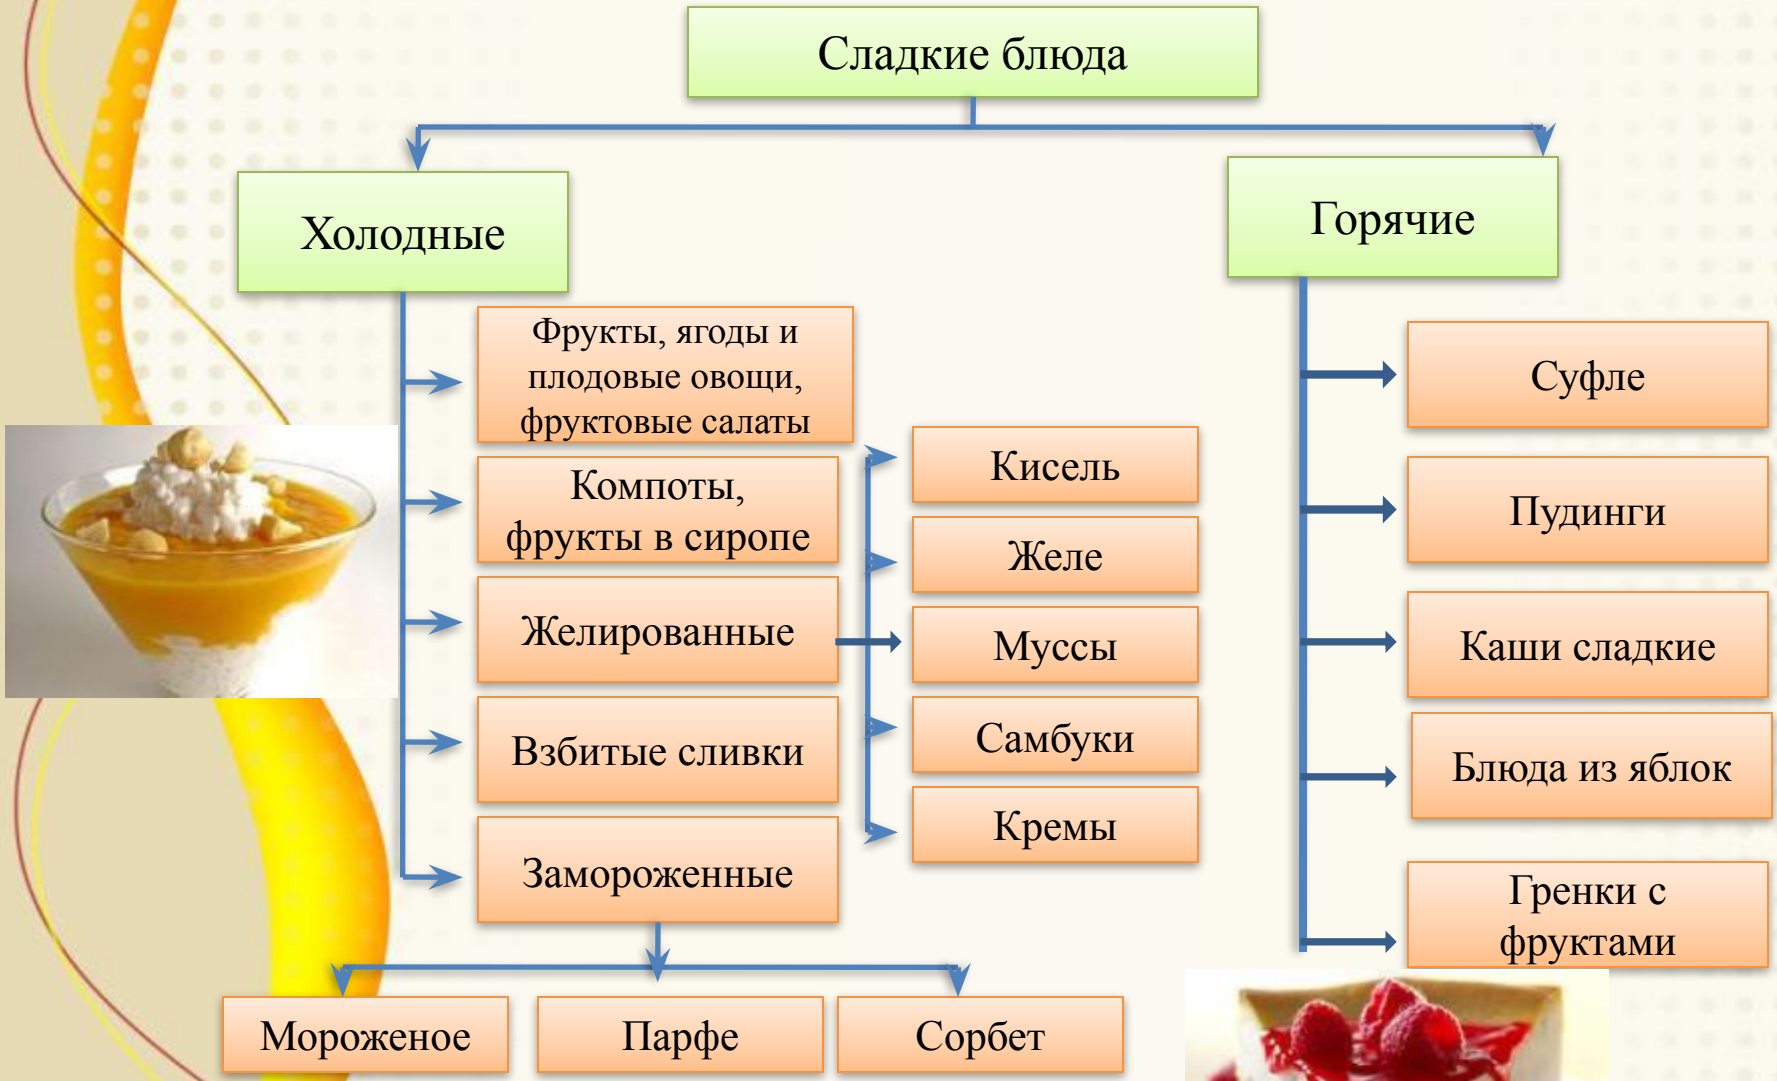 Сладкие блюда
Холодные
Фрукты, ягоды и
плодовые овощи,
фруктовые салаты
Компоты,
фрукты в сиропе
Желированные
Взбитые сливки
Замороженные
Кисель
Желе
Муссы
Самбуки
Кремы
Мороженое
Парфе
Сорбет
Горячие
Суфле
Пудинги
Каши сладкие
Блюда из яблок
Гренки с
фруктами